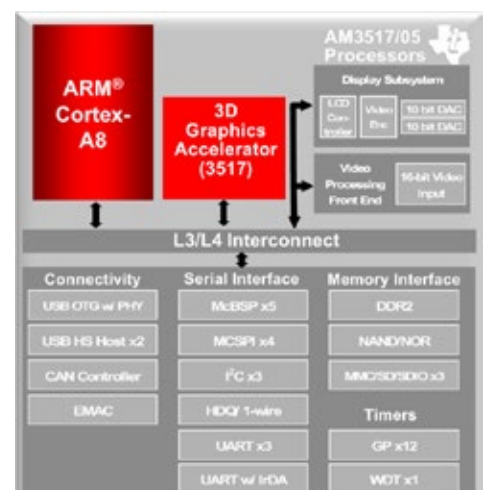 AM3517/05
Processors
ARM®
Cortex-
A8
3D
Graphics
Accelerator
(3517)
Display Subsystem
LCD
Con-
troller
Video
Enc
10 bit DAC
10 bit DAC
Video
Processing
Front End
16-bit Video
Input
L3/L4 Interconnect
Connectivity
USB OTG w/ PHY
USB HS Host x2
CAN Controller
EMAC
Serial Interface
McBSP x5
MCSPI x4
I²C x3
HDQ/ 1-wire
UART x3
UART w/ IrDA
Memory Interface
DDR2
NAND/NOR
MMC/SD/SDIO x3
Timers
GP x12
WDT x1